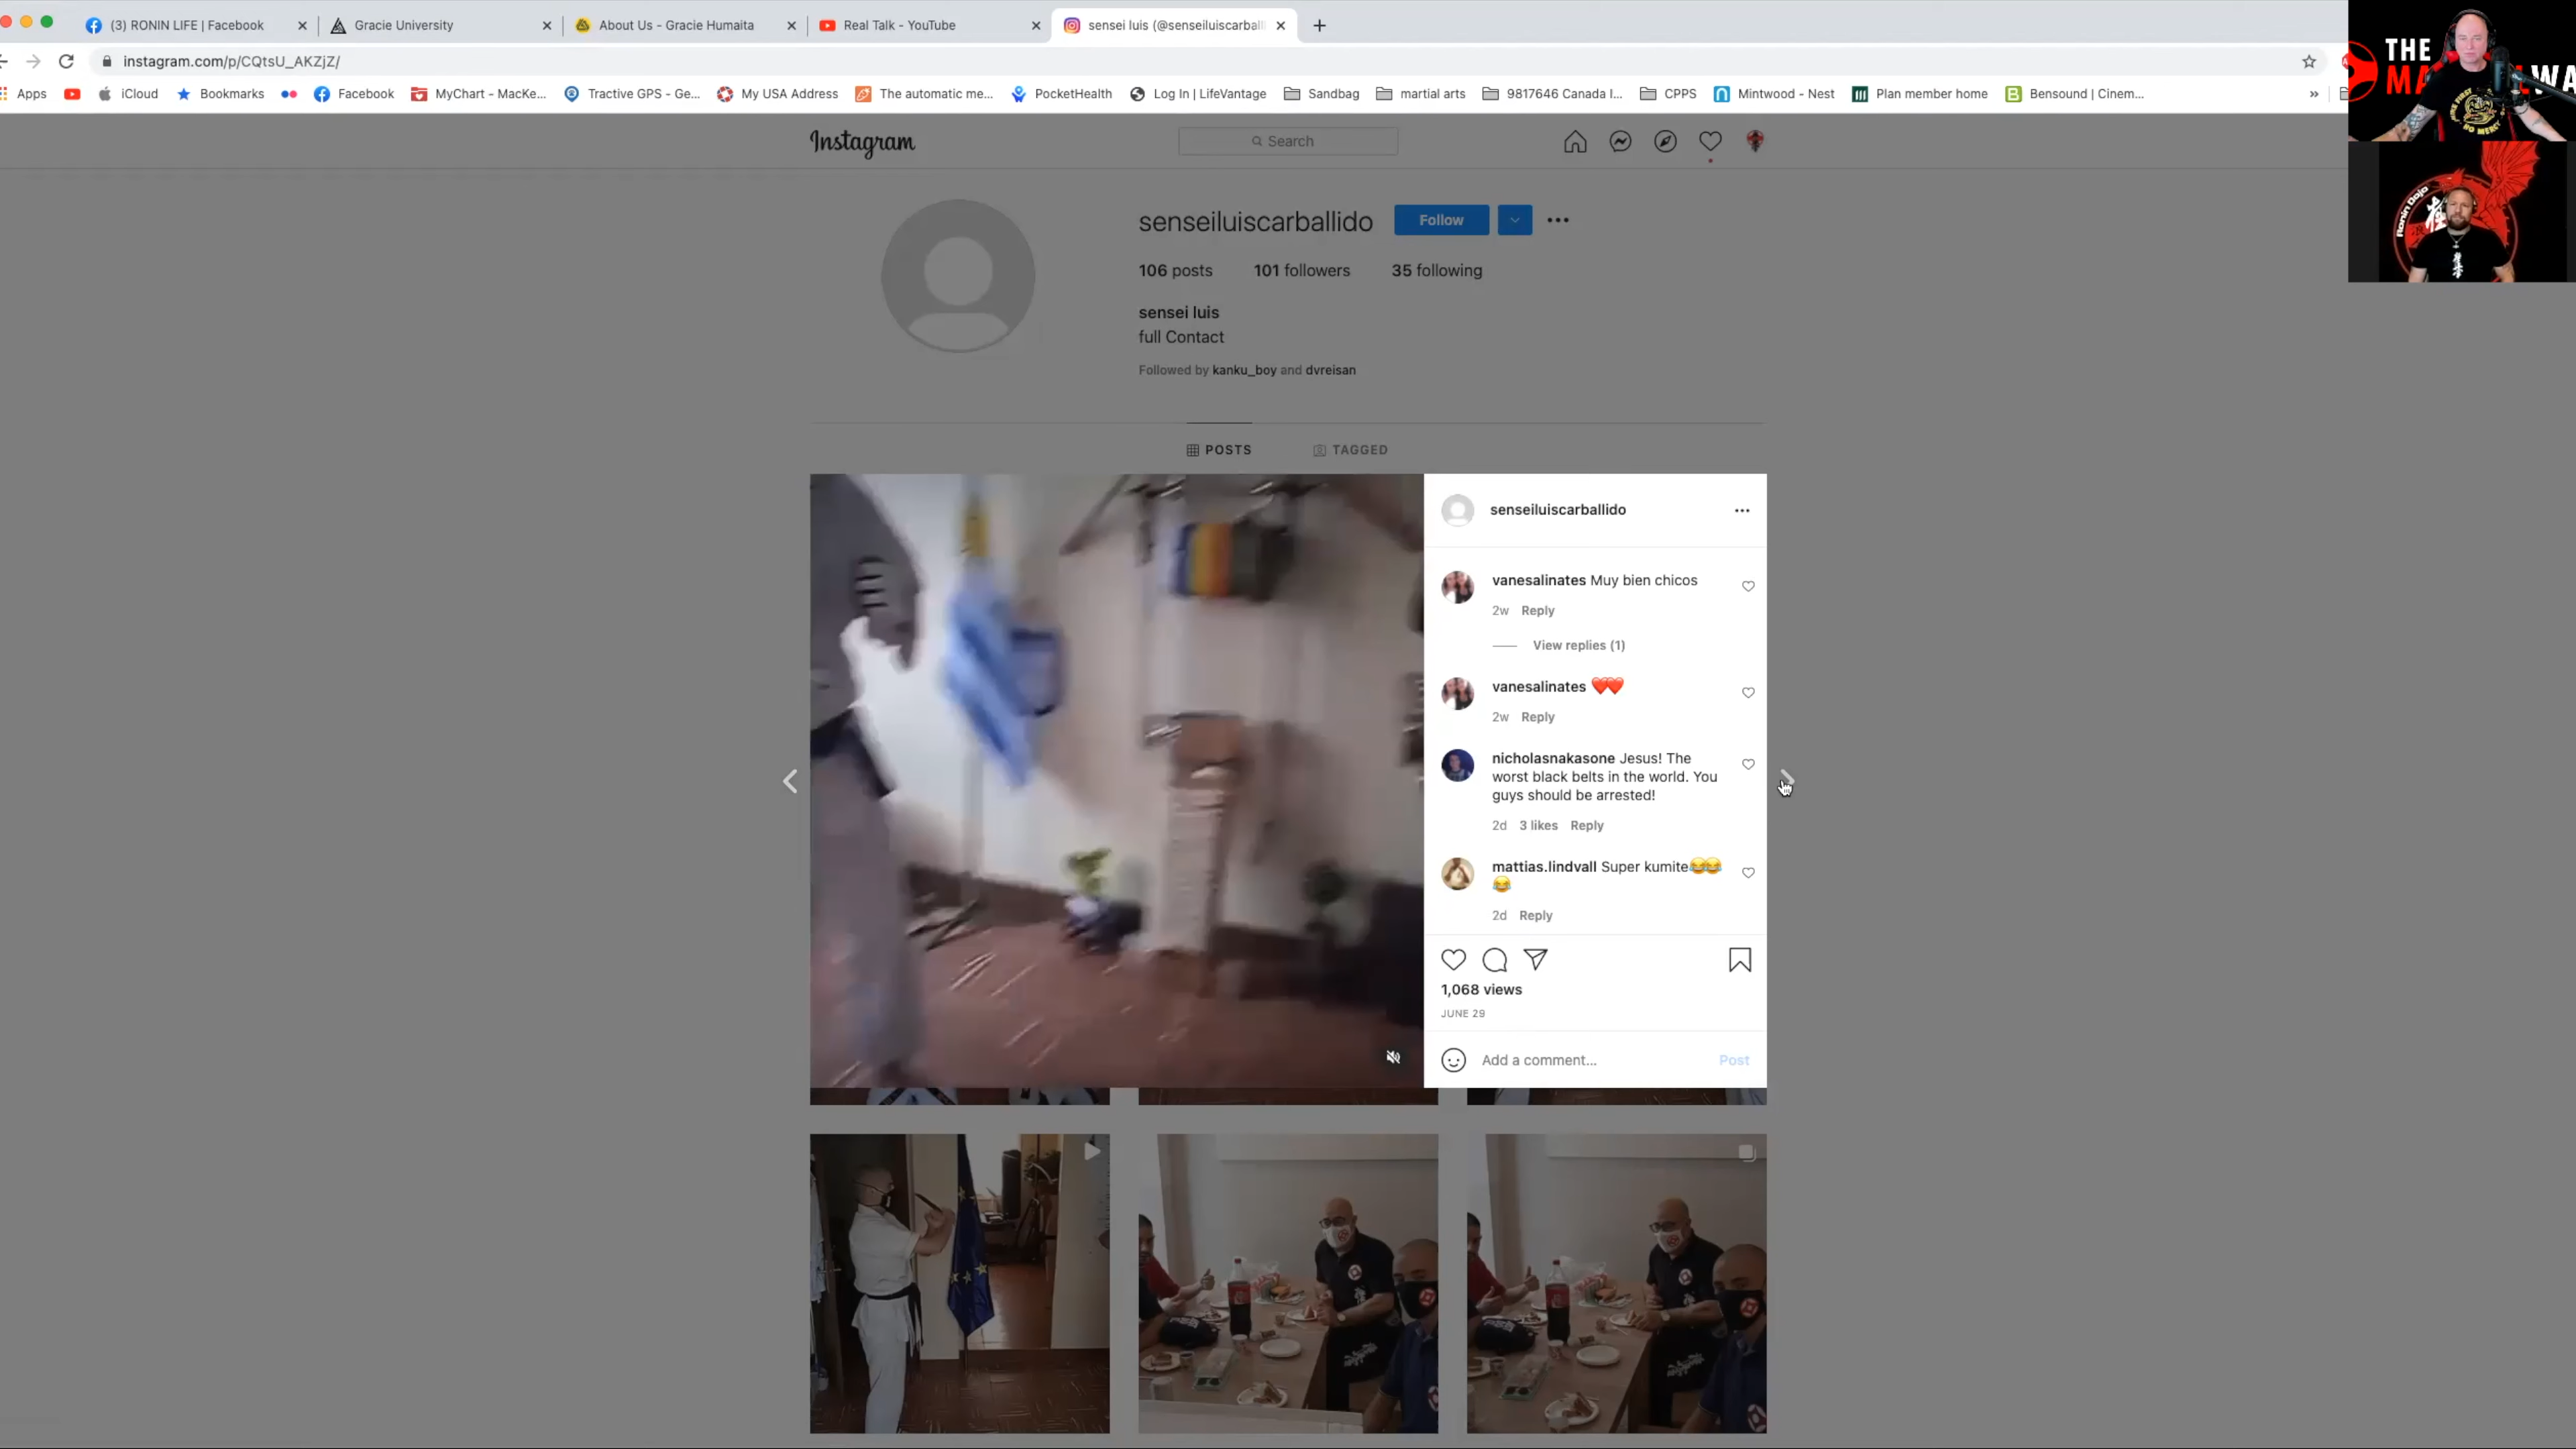 (3) RONIN LIFE | Facebook
Gracie University
About Us - Gracie Humaita
Real Talk - YouTube
sensei luis (@senseiluiscarball
instagram.com/p/CQtsU_AKZjZ/
Apps
iCloud
Bookmarks
Facebook
MyChart - MacKe...
Tractive GPS - Ge...
My USA Address
The automatic me...
PocketHealth
Log In | LifeVantage
Sandbag
martial arts
9817646 Canada I...
CPPS
Mintwood - Nest
Plan member home
Bensound | Cinem...
»
THE
NO MERCY
Ronin Dojo
Instagram
Search
senseiluiscarballido
Follow
106 posts
101 followers
35 following
sensei luis
full Contact
Followed by kanku_boy and dvreisan
POSTS
TAGGED
senseiluiscarballido
vanesalinates Muy bien chicos
2w Reply
View replies (1)
vanesalinates ❤️❤️
2w Reply
nicholasnakasone Jesus! The
worst black belts in the world. You
guys should be arrested!
2d 3 likes Reply
mattias.lindvall Super kumite😂😂
😂
2d Reply
1,068 views
JUNE 29
Add a comment...
Post